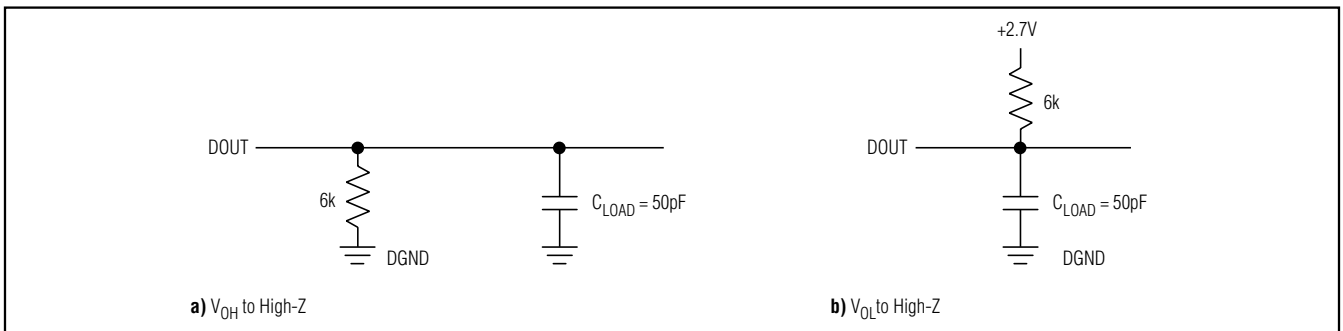 DOUT
6k
DGND
C_LOAD = 50pF
a) V_OH to High-Z
+2.7V
6k
DOUT
C_LOAD = 50pF
DGND
b) V_OL to High-Z